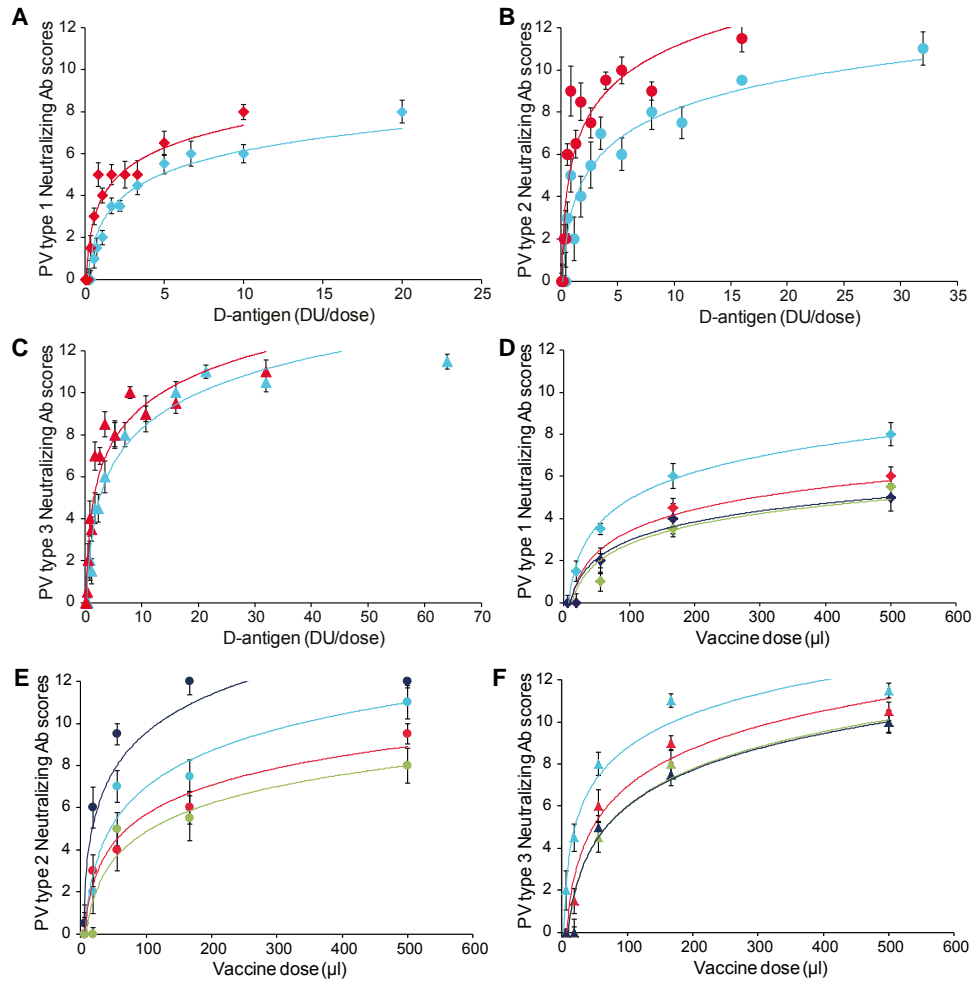 A
PV type 1 Neutralizing Ab scores
12
10
8
6
4
2
0
0 5 10 15 20 25
D-antigen (DU/dose)
B
PV type 2 Neutralizing Ab scores
12
10
8
6
4
2
0
0 5 10 15 20 25 30 35
D-antigen (DU/dose)
C
PV type 3 Neutralizing Ab scores
12
10
8
6
4
2
0
0 10 20 30 40 50 60 70
D-antigen (DU/dose)
D
PV type 1 Neutralizing Ab scores
12
10
8
6
4
2
0
0 100 200 300 400 500 600
Vaccine dose (µl)
E
PV type 2 Neutralizing Ab scores
12
10
8
6
4
2
0
0 100 200 300 400 500 600
Vaccine dose (µl)
F
PV type 3 Neutralizing Ab scores
12
10
8
6
4
2
0
0 100 200 300 400 500 600
Vaccine dose (µl)